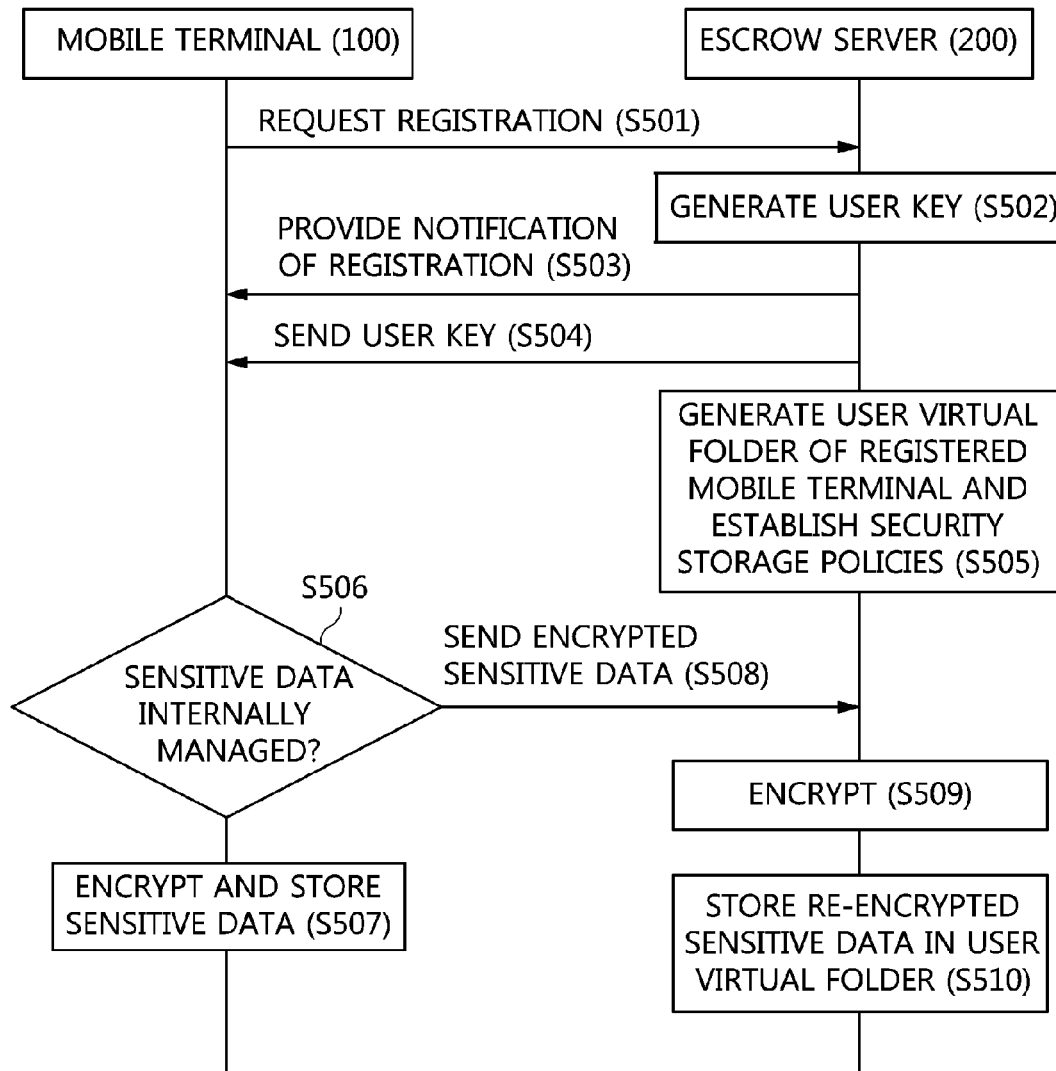 MOBILE TERMINAL (100)
ESCROW SERVER (200)
REQUEST REGISTRATION (S501)
GENERATE USER KEY (S502)
PROVIDE NOTIFICATION
OF REGISTRATION (S503)
SEND USER KEY (S504)
GENERATE USER VIRTUAL
FOLDER OF REGISTERED
MOBILE TERMINAL AND
ESTABLISH SECURITY
STORAGE POLICIES (S505)
S506
SENSITIVE DATA
INTERNALLY
MANAGED?
SEND ENCRYPTED
SENSITIVE DATA (S508)
ENCRYPT (S509)
ENCRYPT AND STORE
SENSITIVE DATA (S507)
STORE RE-ENCRYPTED
SENSITIVE DATA IN USER
VIRTUAL FOLDER (S510)